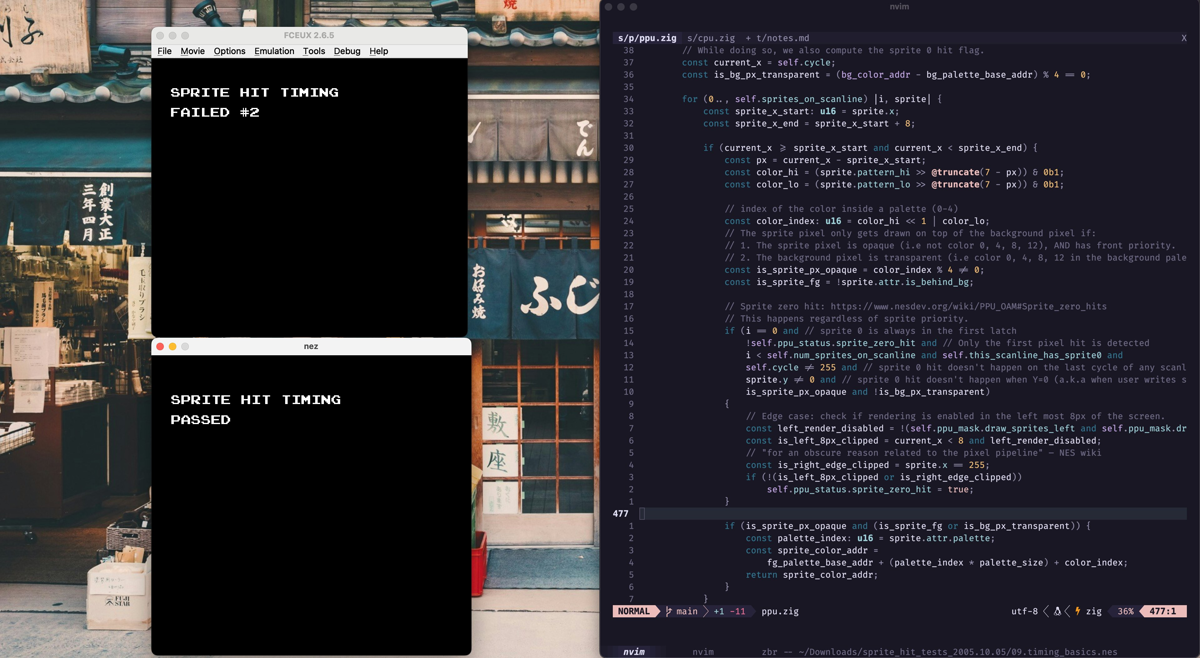 焼
創業大正
三年四月
でん
お好み焼
ふじ
敷
座
FCEUX 2.6.5
File Movie Options Emulation Tools Debug Help
SPRITE HIT TIMING
FAILED #2
nez
SPRITE HIT TIMING
PASSED
nvim
s/p/ppu.zig s/cpu.zig + t/notes.md X
38 // While doing so, we also compute the sprite 0 hit flag.
37 const current_x = self.cycle;
36 const is_bg_px_transparent = (bg_color_addr - bg_palette_base_addr) % 4 == 0;
35
34 for (0.., self.sprites_on_scanline) |i, sprite| {
33 const sprite_x_start: u16 = sprite.x;
32 const sprite_x_end = sprite_x_start + 8;
31
30 if (current_x ≥ sprite_x_start and current_x < sprite_x_end) {
29 const px = current_x - sprite_x_start;
28 const color_hi = (sprite.pattern_hi >> @truncate(7 - px)) & 0b1;
27 const color_lo = (sprite.pattern_lo >> @truncate(7 - px)) & 0b1;
26
25 // index of the color inside a palette (0-4)
24 const color_index: u16 = color_hi << 1 | color_lo;
23 // The sprite pixel only gets drawn on top of the background pixel if:
22 // 1. The sprite pixel is opaque (i.e not color 0, 4, 8, 12), AND has front priority.
21 // 2. The background pixel is transparent (i.e color 0, 4, 8, 12 in the background pale
20 const is_sprite_px_opaque = color_index % 4 ≠ 0;
19 const is_sprite_fg = !sprite.attr.is_behind_bg;
18
17 // Sprite zero hit: https://www.nesdev.org/wiki/PPU_OAM#Sprite_zero_hits
16 // This happens regardless of sprite priority.
15 if (i == 0 and // sprite 0 is always in the first latch
14 !self.ppu_status.sprite_zero_hit and // Only the first pixel hit is detected
13 i < self.num_sprites_on_scanline and self.this_scanline_has_sprite0 and
12 self.cycle ≠ 255 and // sprite 0 hit doesn't happen on the last cycle of any scanl
11 sprite.y ≠ 0 and // sprite 0 hit doesn't happen when Y=0 (a.k.a when user writes s
10 is_sprite_px_opaque and !is_bg_px_transparent)
9 {
8 // Edge case: check if rendering is enabled in the left most 8px of the screen.
7 const left_render_disabled = !(self.ppu_mask.draw_sprites_left and self.ppu_mask.dr
6 const is_left_8px_clipped = current_x < 8 and left_render_disabled;
5 // "for an obscure reason related to the pixel pipeline" – NES wiki
4 const is_right_edge_clipped = sprite.x == 255;
3 if (!(is_left_8px_clipped or is_right_edge_clipped))
2 self.ppu_status.sprite_zero_hit = true;
1 }
477
1 if (is_sprite_px_opaque and (is_sprite_fg or is_bg_px_transparent)) {
2 const palette_index: u16 = sprite.attr.palette;
3 const sprite_color_addr =
4 fg_palette_base_addr + (palette_index * palette_size) + color_index;
5 return sprite_color_addr;
6 }
7 }
NORMAL main +1 -11 ppu.zig utf-8 zig 36% 477:1
nvim nvim zbr -- ~/Downloads/sprite_hit_tests_2005.10.05/09.timing_basics.nes